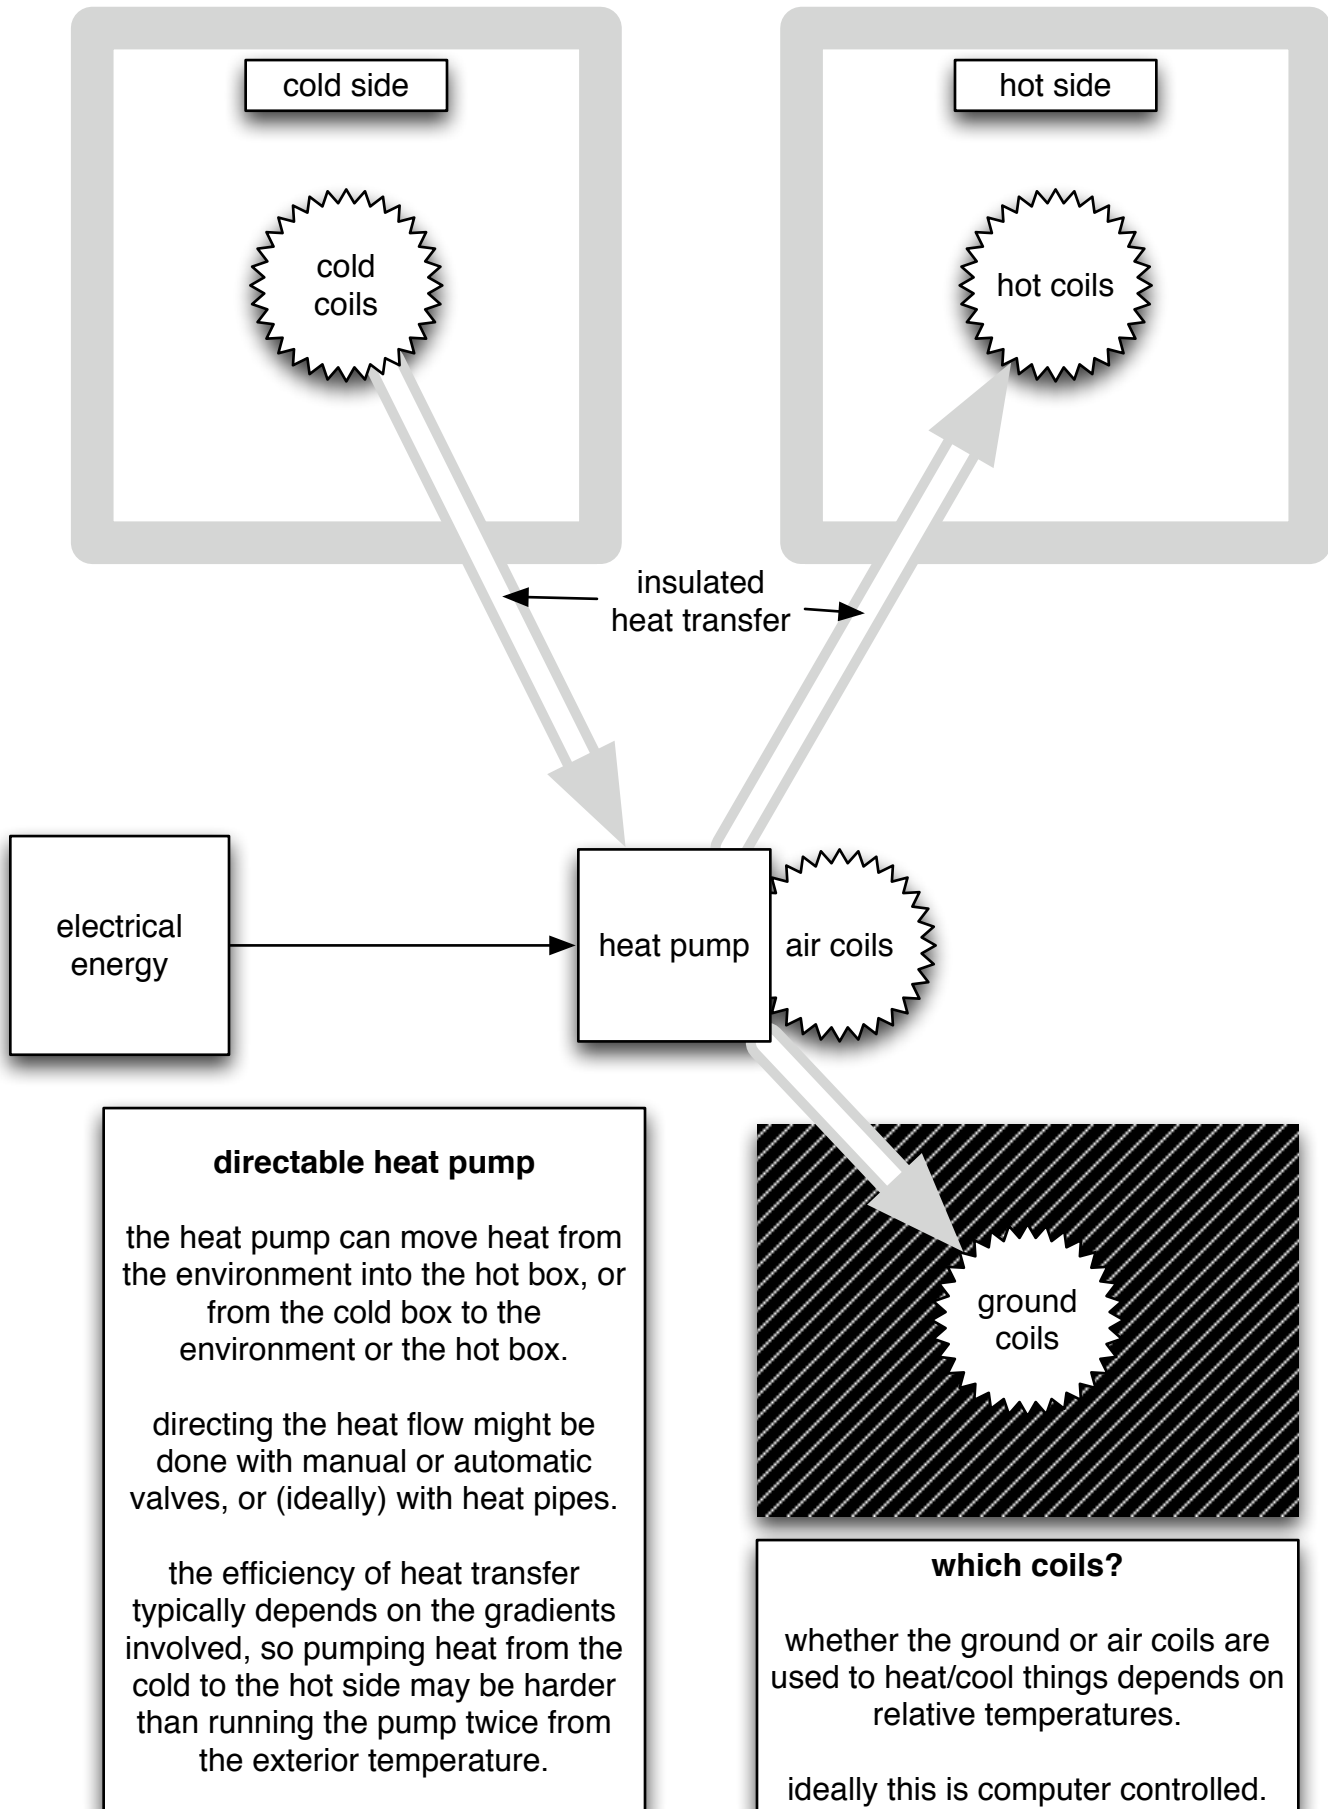 cold side
hot side
cold
coils
hot coils
insulated
heat transfer
electrical
energy
heat pump
air coils
directable heat pump
the heat pump can move heat from
the environment into the hot box, or
from the cold box to the
environment or the hot box.
directing the heat flow might be
done with manual or automatic
valves, or (ideally) with heat pipes.
the efficiency of heat transfer
typically depends on the gradients
involved, so pumping heat from the
cold to the hot side may be harder
than running the pump twice from
the exterior temperature.
ground
coils
which coils?
whether the ground or air coils are
used to heat/cool things depends on
relative temperatures.
ideally this is computer controlled.